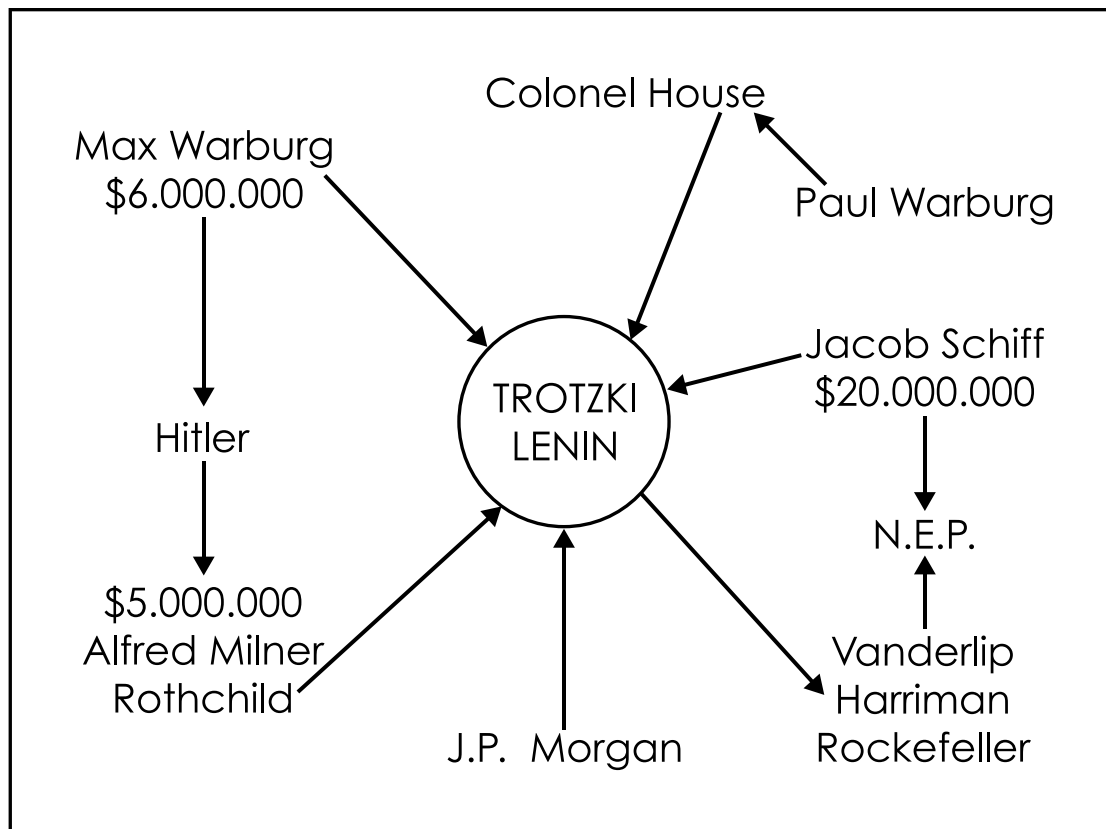 Colonel House
Max Warburg
$6.000.000
Paul Warburg
Jacob Schiff
$20.000.000
TROTZKI
LENIN
Hitler
N.E.P.
$5.000.000
Alfred Milner
Rothchild
Vanderlip
Harriman
Rockefeller
J.P. Morgan